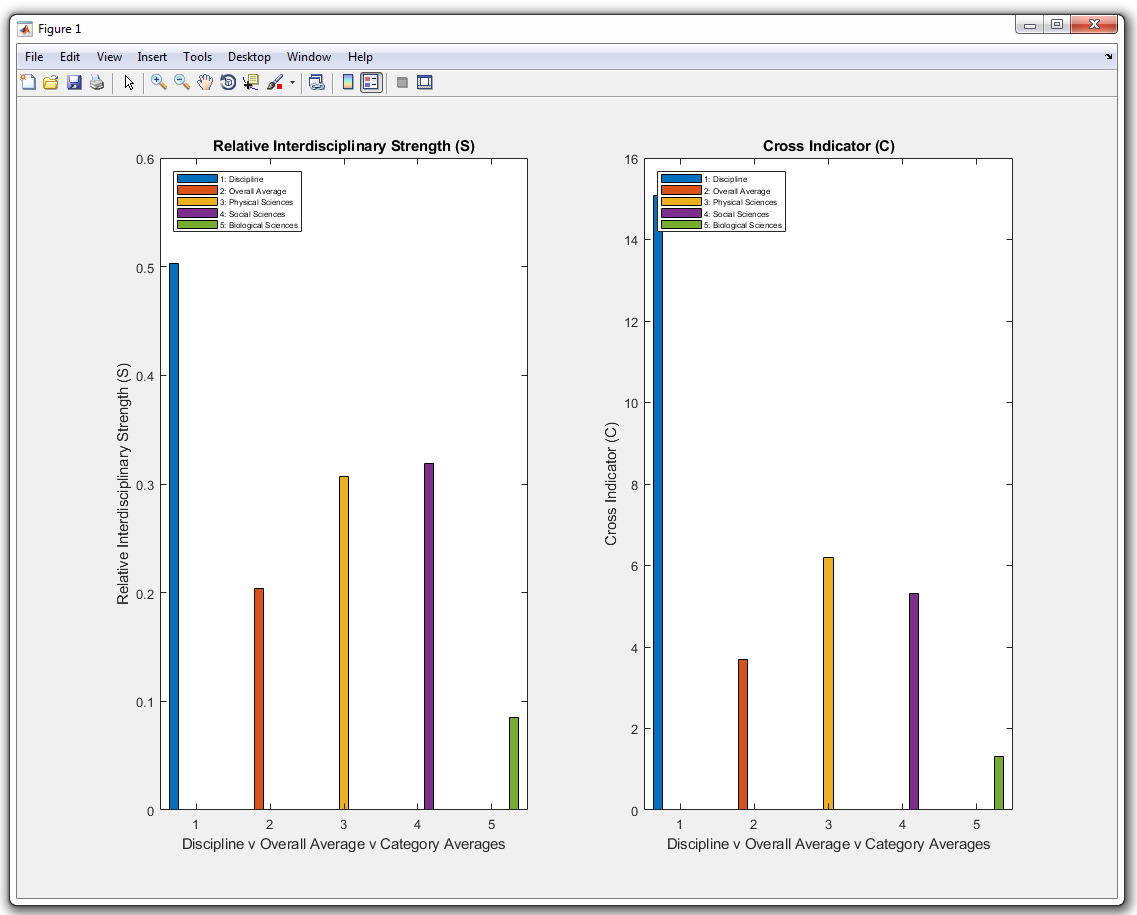 Figure 1
File Edit View Insert Tools Desktop Window Help
Relative Interdisciplinary Strength (S)
1: Discipline
2: Overall Average
3: Physical Sciences
4: Social Sciences
5: Biological Sciences
Relative Interdisciplinary Strength (S)
0.6
0.5
0.4
0.3
0.2
0.1
0
1 2 3 4 5
Discipline v Overall Average v Category Averages
Cross Indicator (C)
1: Discipline
2: Overall Average
3: Physical Sciences
4: Social Sciences
5: Biological Sciences
Cross Indicator (C)
16
14
12
10
8
6
4
2
0
1 2 3 4 5
Discipline v Overall Average v Category Averages